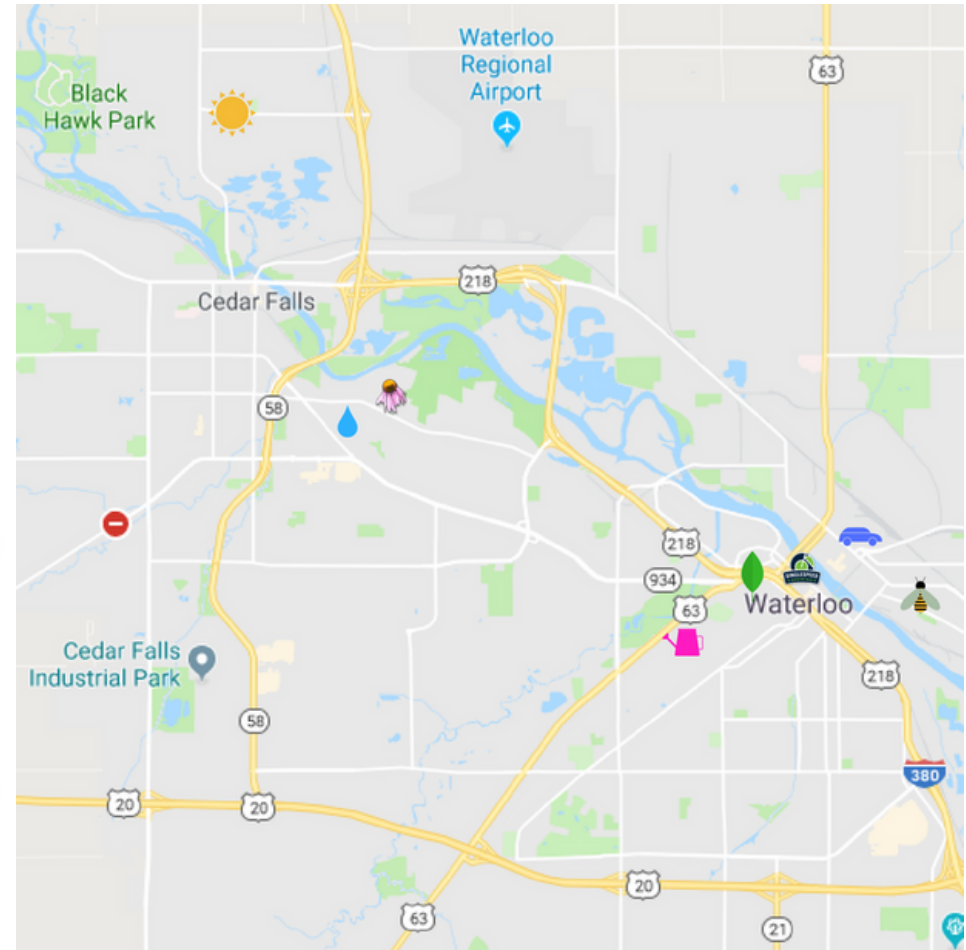 Waterloo
Regional
Airport
63
Black
Hawk Park
218
Cedar Falls
58
218
934
63
Waterloo
Cedar Falls
Industrial Park
218
58
380
20
20
20
63
21